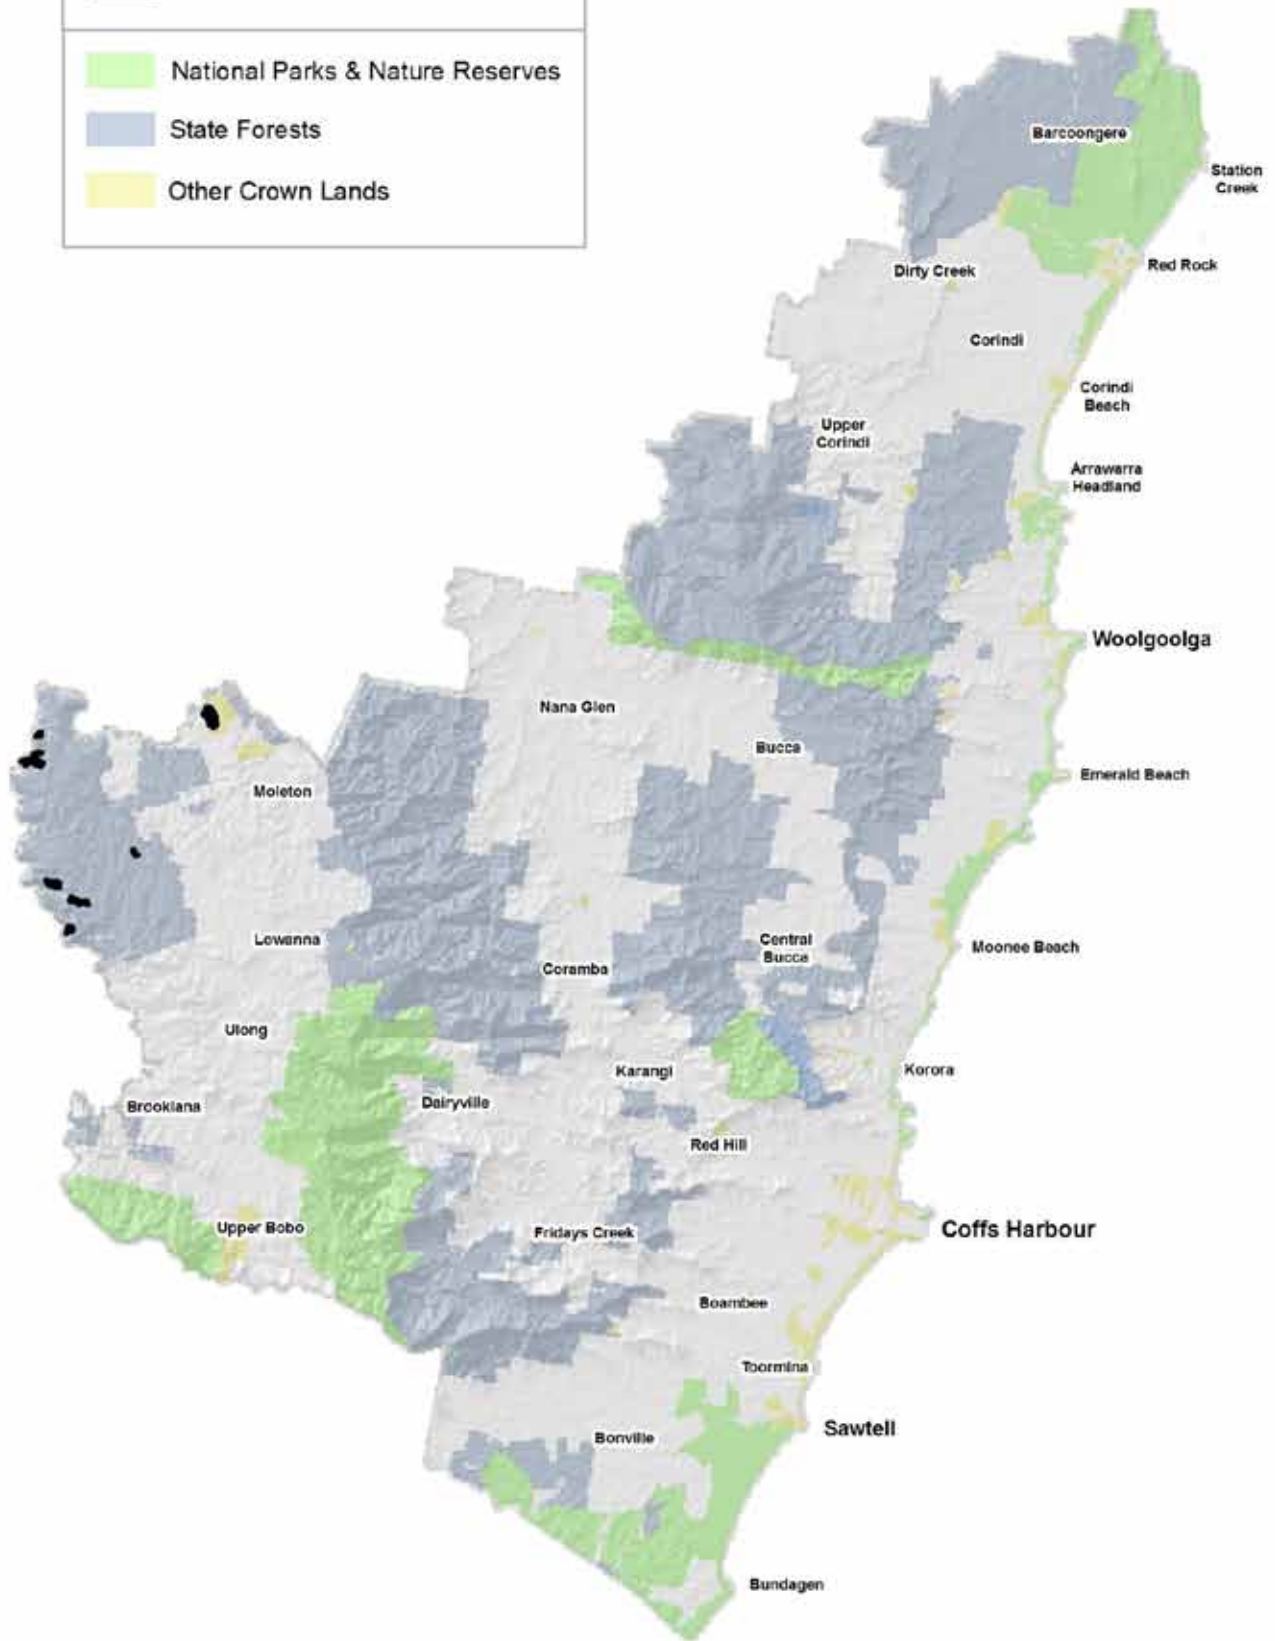 National Parks & Nature Reserves
State Forests
Other Crown Lands
Barcoongere
Station
Creek
Red Rock
Dirty Creek
Corindi
Corindi
Beach
Upper
Corindi
Arrawarra
Headland
Woolgoolga
Nana Glen
Bucca
Emerald Beach
Moleton
Lowanna
Central
Bucca
Moonee Beach
Coramba
Ulong
Karangi
Korora
Brooklana
Dairyville
Red Hill
Upper Bobo
Fridays Creek
Coffs Harbour
Boambee
Toormina
Sawtell
Bonville
Bundagen